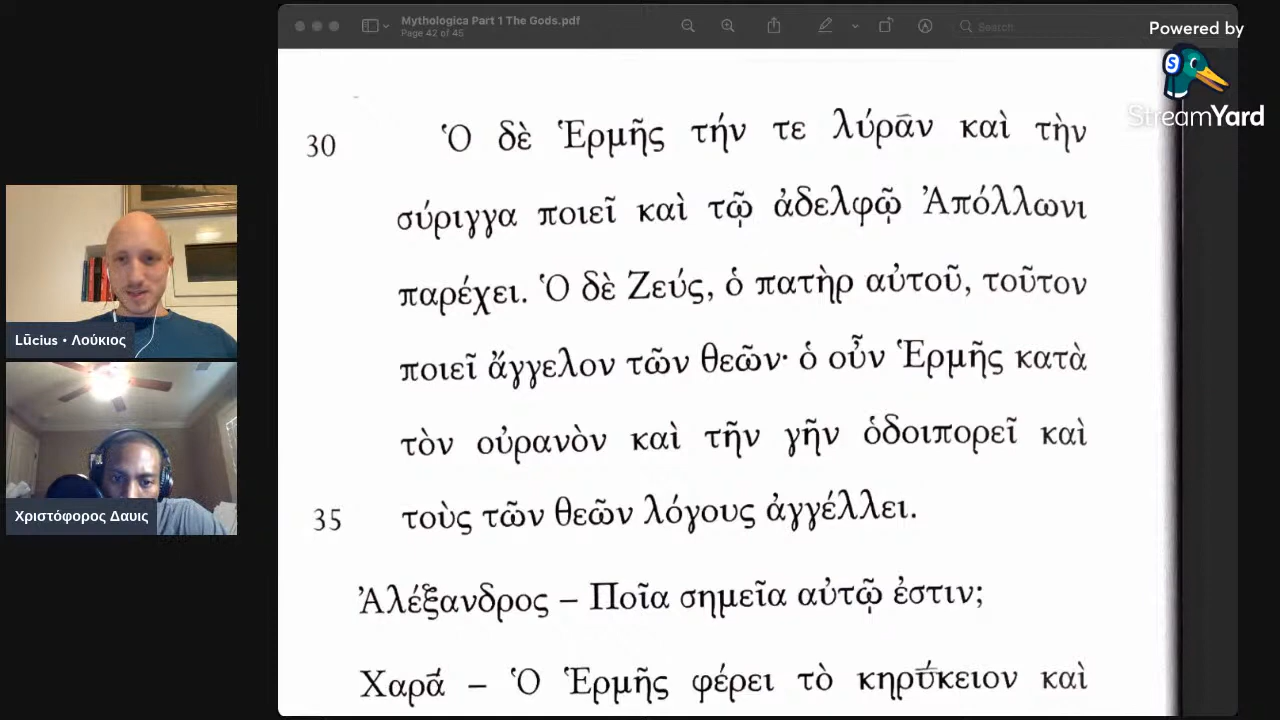 Mythologica Part 1 The Gods.pdf
Page 42 of 45
Search
Powered by
S
StreamYard
30 Ὁ δὲ Ἑρμῆς τήν τε λύρᾱν καὶ τὴν
σύριγγα ποιεῖ καὶ τῷ ἀδελφῷ Ἀπόλλωνι
παρέχει. Ὁ δὲ Ζεύς, ὁ πατὴρ αὐτοῦ, τοῦτον
ποιεῖ ἄγγελον τῶν θεῶν· ὁ οὖν Ἑρμῆς κατὰ
τὸν οὐρανὸν καὶ τῆν γῆν ὁδοιπορεῖ καὶ
35 τοὺς τῶν θεῶν λόγους ἀγγέλλει.
Ἀλέξανδρος – Ποῖα σημεῖα αὐτῷ ἐστιν;
Χαρᾱ́ – Ὁ Ἑρμῆς φέρει τὸ κηρῡ́κειον καὶ
Lūcius • Λούκιος
Χριστόφορος Δαυις